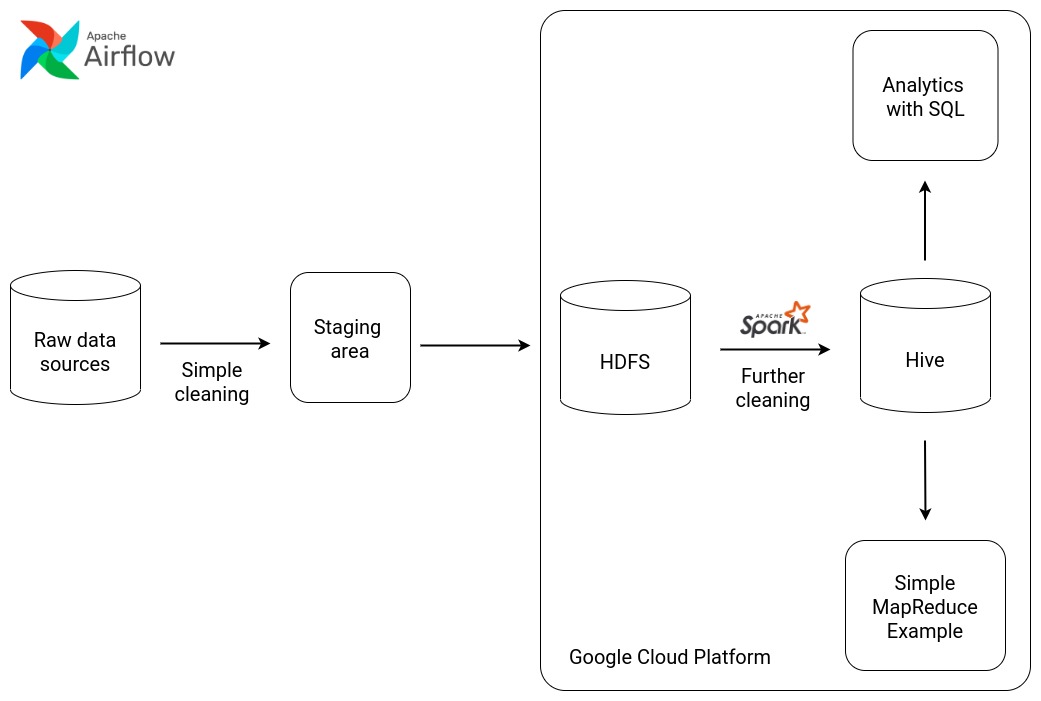 Apache
Airflow
Analytics
with SQL
Raw data
sources
Simple
cleaning
Staging
area
HDFS
APACHE
Spark
Further
cleaning
Hive
Simple
MapReduce
Example
Google Cloud Platform